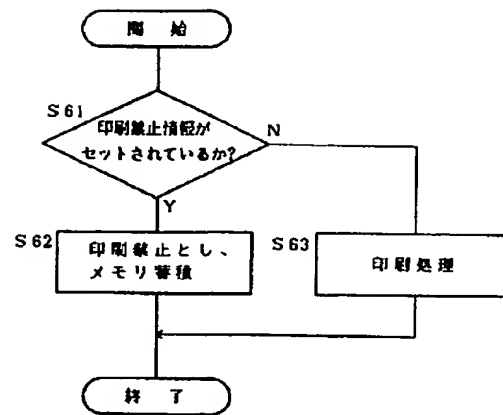 開 始
S61
印刷禁止情報が
セットされているか?
N
Y
S62
印刷禁止とし、
メモリ蓄積
S63
印刷処理
終 了